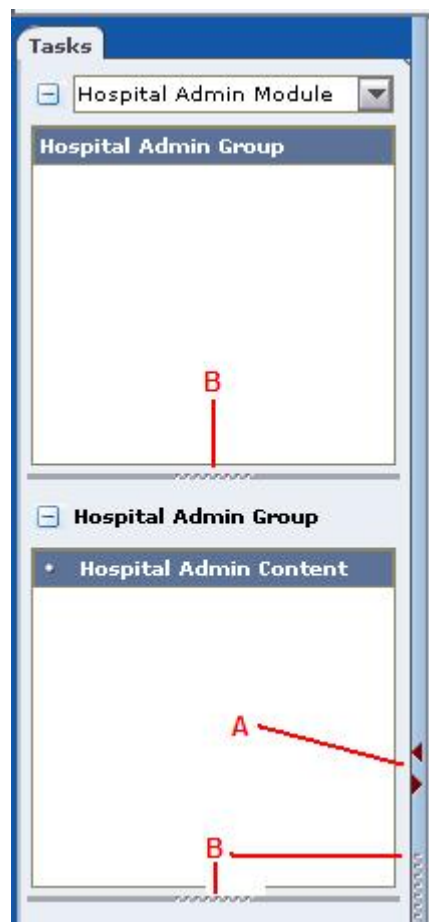 Tasks
Hospital Admin Module
Hospital Admin Group
B
Hospital Admin Group
• Hospital Admin Content
A
B